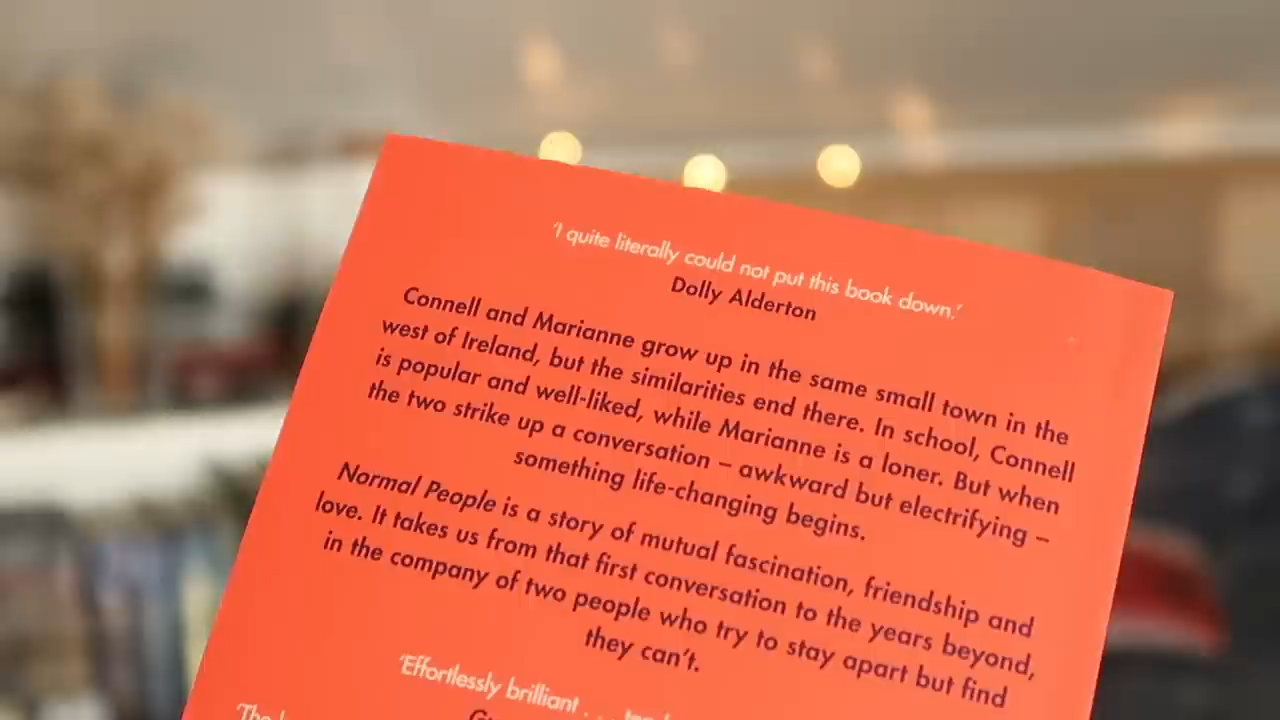 'I quite literally could not put this book down.'
Dolly Alderton
Connell and Marianne grow up in the same small town in the
west of Ireland, but the similarities end there. In school, Connell
is popular and well-liked, while Marianne is a loner. But when
the two strike up a conversation – awkward but electrifying –
something life-changing begins.
Normal People is a story of mutual fascination, friendship and
love. It takes us from that first conversation to the years beyond,
in the company of two people who try to stay apart but find
they can't.
'Effortlessly brilliant . . .
'The